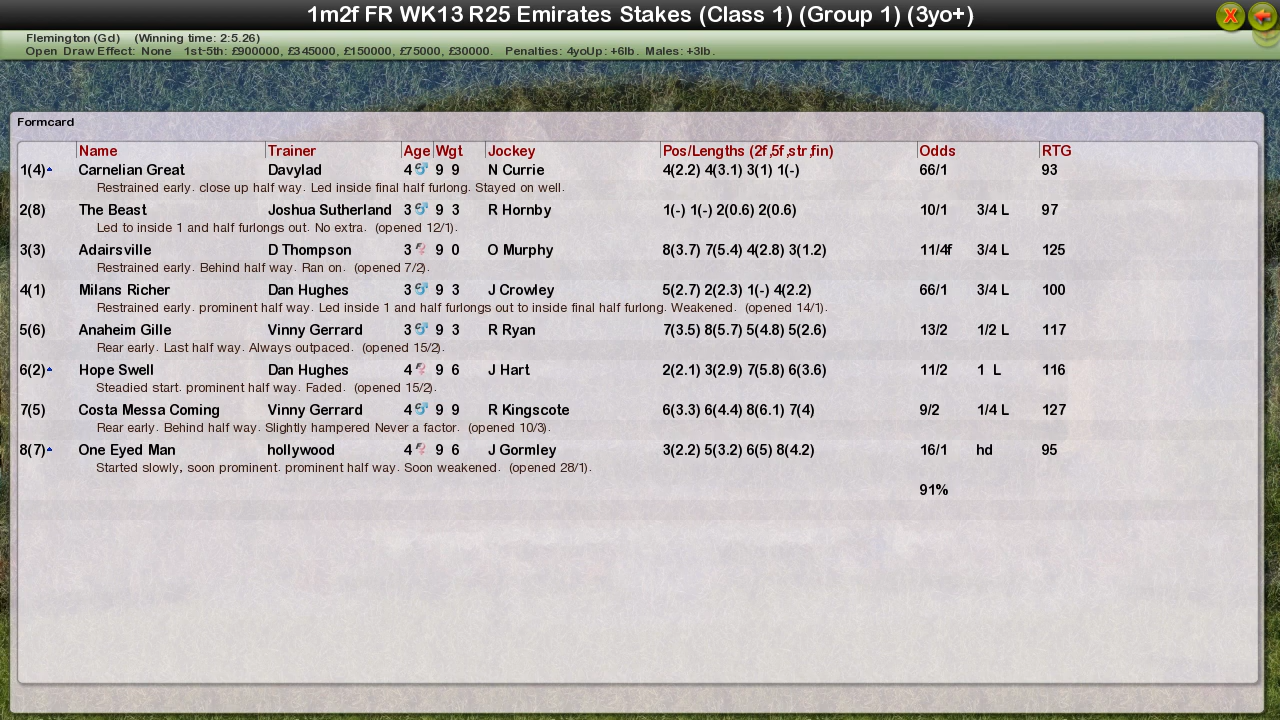 1m2f FR WK13 R25 Emirates Stakes (Class 1) (Group 1) (3yo+)
X
Flemington (Gd) (Winning time: 2:5.26)
Open Draw Effect: None 1st-5th: £900000, £345000, £150000, £75000, £30000. Penalties: 4yoUp: +6lb. Males: +3lb.
Formcard
Name Trainer Age Wgt Jockey Pos/Lengths (2f,5f,str,fin) Odds RTG
1(4) Carnelian Great Davylad 4 9 9 N Currie 4(2.2) 4(3.1) 3(1) 1(-) 66/1 93
Restrained early. close up half way. Led inside final half furlong. Stayed on well.
2(8) The Beast Joshua Sutherland 3 9 3 R Hornby 1(-) 1(-) 2(0.6) 2(0.6) 10/1 3/4 L 97
Led to inside 1 and half furlongs out. No extra. (opened 12/1).
3(3) Adairsville D Thompson 3 9 0 O Murphy 8(3.7) 7(5.4) 4(2.8) 3(1.2) 11/4f 3/4 L 125
Restrained early. Behind half way. Ran on. (opened 7/2).
4(1) Milans Richer Dan Hughes 3 9 3 J Crowley 5(2.7) 2(2.3) 1(-) 4(2.2) 66/1 3/4 L 100
Restrained early. prominent half way. Led inside 1 and half furlongs out to inside final half furlong. Weakened. (opened 14/1).
5(6) Anaheim Gille Vinny Gerrard 3 9 3 R Ryan 7(3.5) 8(5.7) 5(4.8) 5(2.6) 13/2 1/2 L 117
Rear early. Last half way. Always outpaced. (opened 15/2).
6(2) Hope Swell Dan Hughes 4 9 6 J Hart 2(2.1) 3(2.9) 7(5.8) 6(3.6) 11/2 1 L 116
Steadied start. prominent half way. Faded. (opened 15/2).
7(5) Costa Messa Coming Vinny Gerrard 4 9 9 R Kingscote 6(3.3) 6(4.4) 8(6.1) 7(4) 9/2 1/4 L 127
Rear early. Behind half way. Slightly hampered Never a factor. (opened 10/3).
8(7) One Eyed Man hollywood 4 9 6 J Gormley 3(2.2) 5(3.2) 6(5) 8(4.2) 16/1 hd 95
Started slowly, soon prominent. prominent half way. Soon weakened. (opened 28/1).
91%